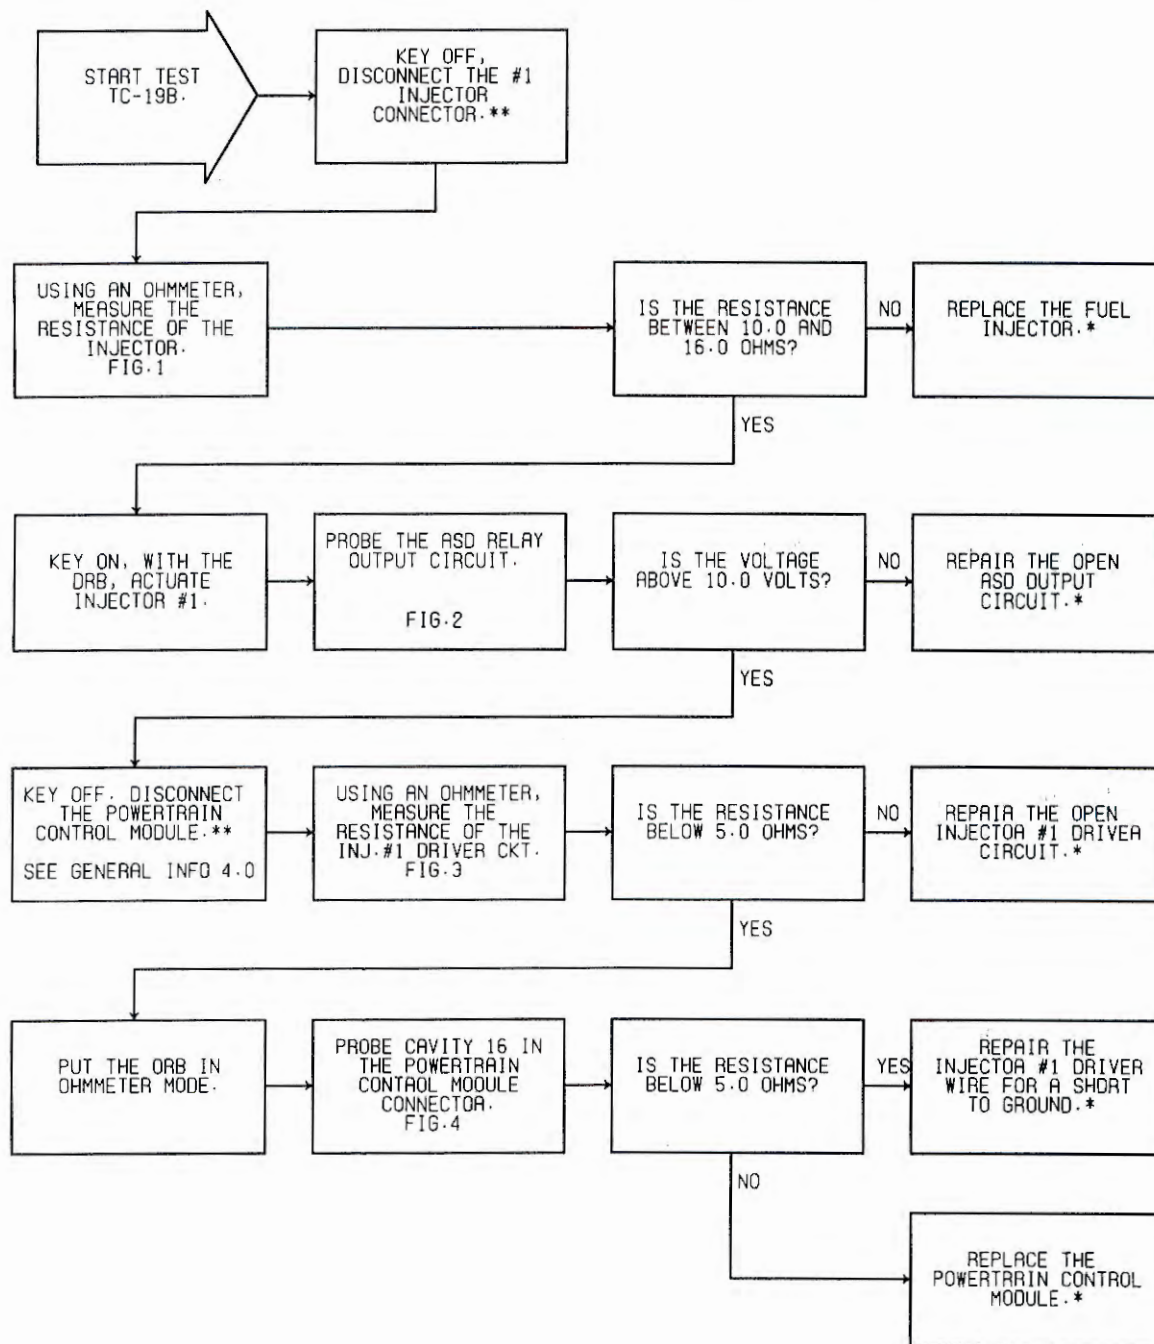 START TEST
TC-19B.
KEY OFF,
DISCONNECT THE #1
INJECTOR
CONNECTOR.**
USING AN OHMMETER,
MEASURE THE
RESISTANCE OF THE
INJECTOR.
FIG.1
IS THE RESISTANCE
BETWEEN 10.0 AND
16.0 OHMS?
NO
REPLACE THE FUEL
INJECTOR.*
YES
KEY ON, WITH THE
DRB, ACTUATE
INJECTOR #1.
PROBE THE ASD RELAY
OUTPUT CIRCUIT.
FIG.2
IS THE VOLTAGE
ABOVE 10.0 VOLTS?
NO
REPAIR THE OPEN
ASD OUTPUT
CIRCUIT.*
YES
KEY OFF. DISCONNECT
THE POWERTRAIN
CONTROL MODULE.**
SEE GENERAL INFO 4.0
USING AN OHMMETER,
MEASURE THE
RESISTANCE OF THE
INJ.#1 DRIVER CKT.
FIG.3
IS THE RESISTANCE
BELOW 5.0 OHMS?
NO
REPAIR THE OPEN
INJECTOR #1 DRIVER
CIRCUIT.*
YES
PUT THE DRB IN
OHMMETER MODE.
PROBE CAVITY 16 IN
THE POWERTRAIN
CONTROL MODULE
CONNECTOR.
FIG.4
IS THE RESISTANCE
BELOW 5.0 OHMS?
YES
REPAIR THE
INJECTOR #1 DRIVER
WIRE FOR A SHORT
TO GROUND.*
NO
REPLACE THE
POWERTRAIN CONTROL
MODULE.*